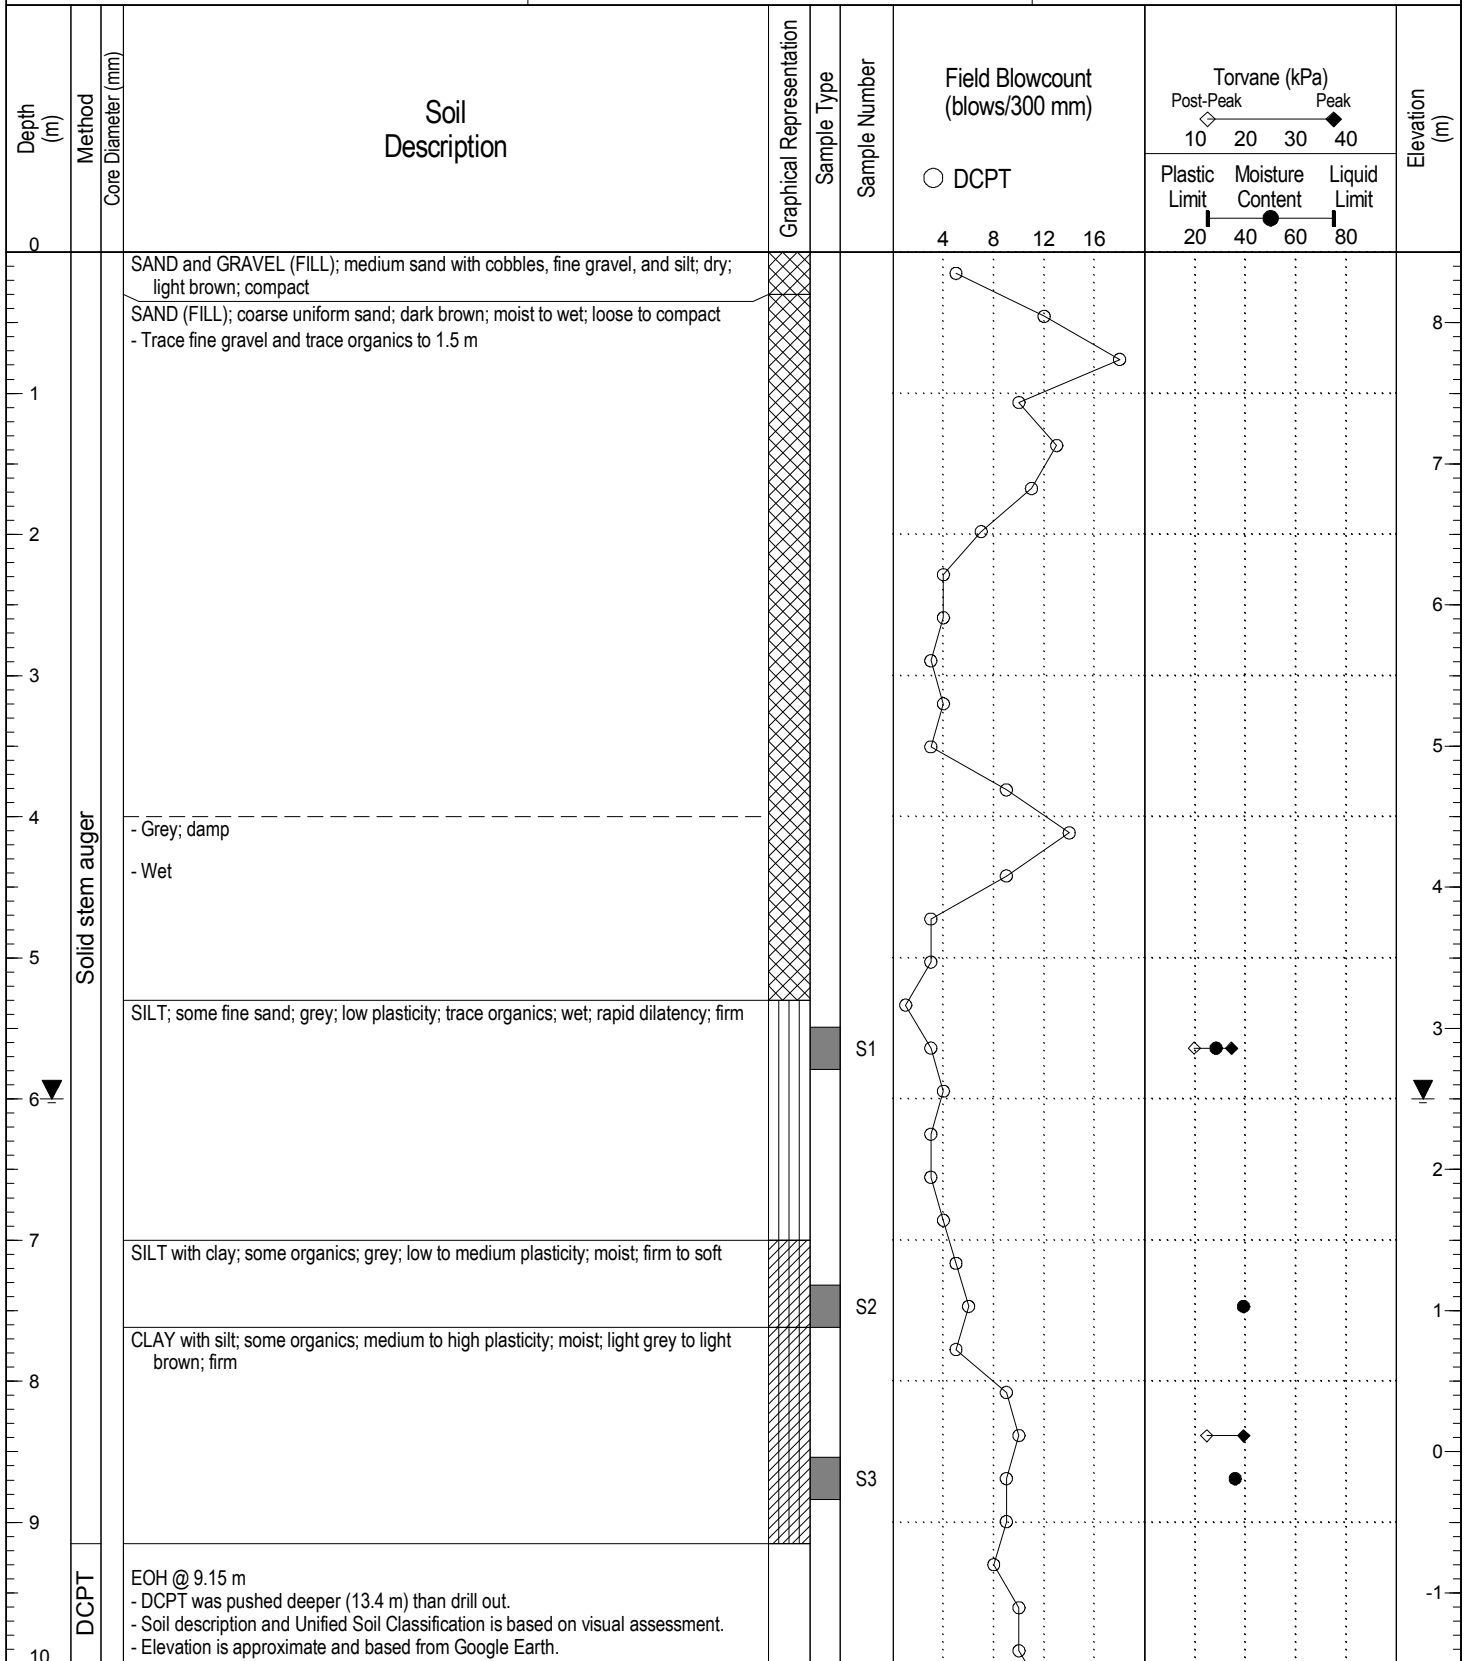 Depth
(m)
Method
Core Diameter (mm)
Soil
Description
Graphical Representation
Sample Type
Sample Number
Field Blowcount
(blows/300 mm)
DCPT
4 8 12 16
Torvane (kPa)
Post-Peak Peak
10 20 30 40
Plastic Moisture Liquid
Limit Content Limit
20 40 60 80
Elevation
(m)
0
SAND and GRAVEL (FILL); medium sand with cobbles, fine gravel, and silt; dry;
light brown; compact
SAND (FILL); coarse uniform sand; dark brown; moist to wet; loose to compact
8
- Trace fine gravel and trace organics to 1.5 m
1
7
2
6
3
5
4
- Grey; damp
- Wet
4
Solid stem auger
5
SILT; some fine sand; grey; low plasticity; trace organics; wet; rapid dilatency; firm
3
S1
6
2
7
SILT with clay; some organics; grey; low to medium plasticity; moist; firm to soft
S2
1
CLAY with silt; some organics; medium to high plasticity; moist; light grey to light
brown; firm
8
0
S3
9
DCPT
EOH @ 9.15 m
- DCPT was pushed deeper (13.4 m) than drill out.
-1
- Soil description and Unified Soil Classification is based on visual assessment.
- Elevation is approximate and based from Google Earth.
10